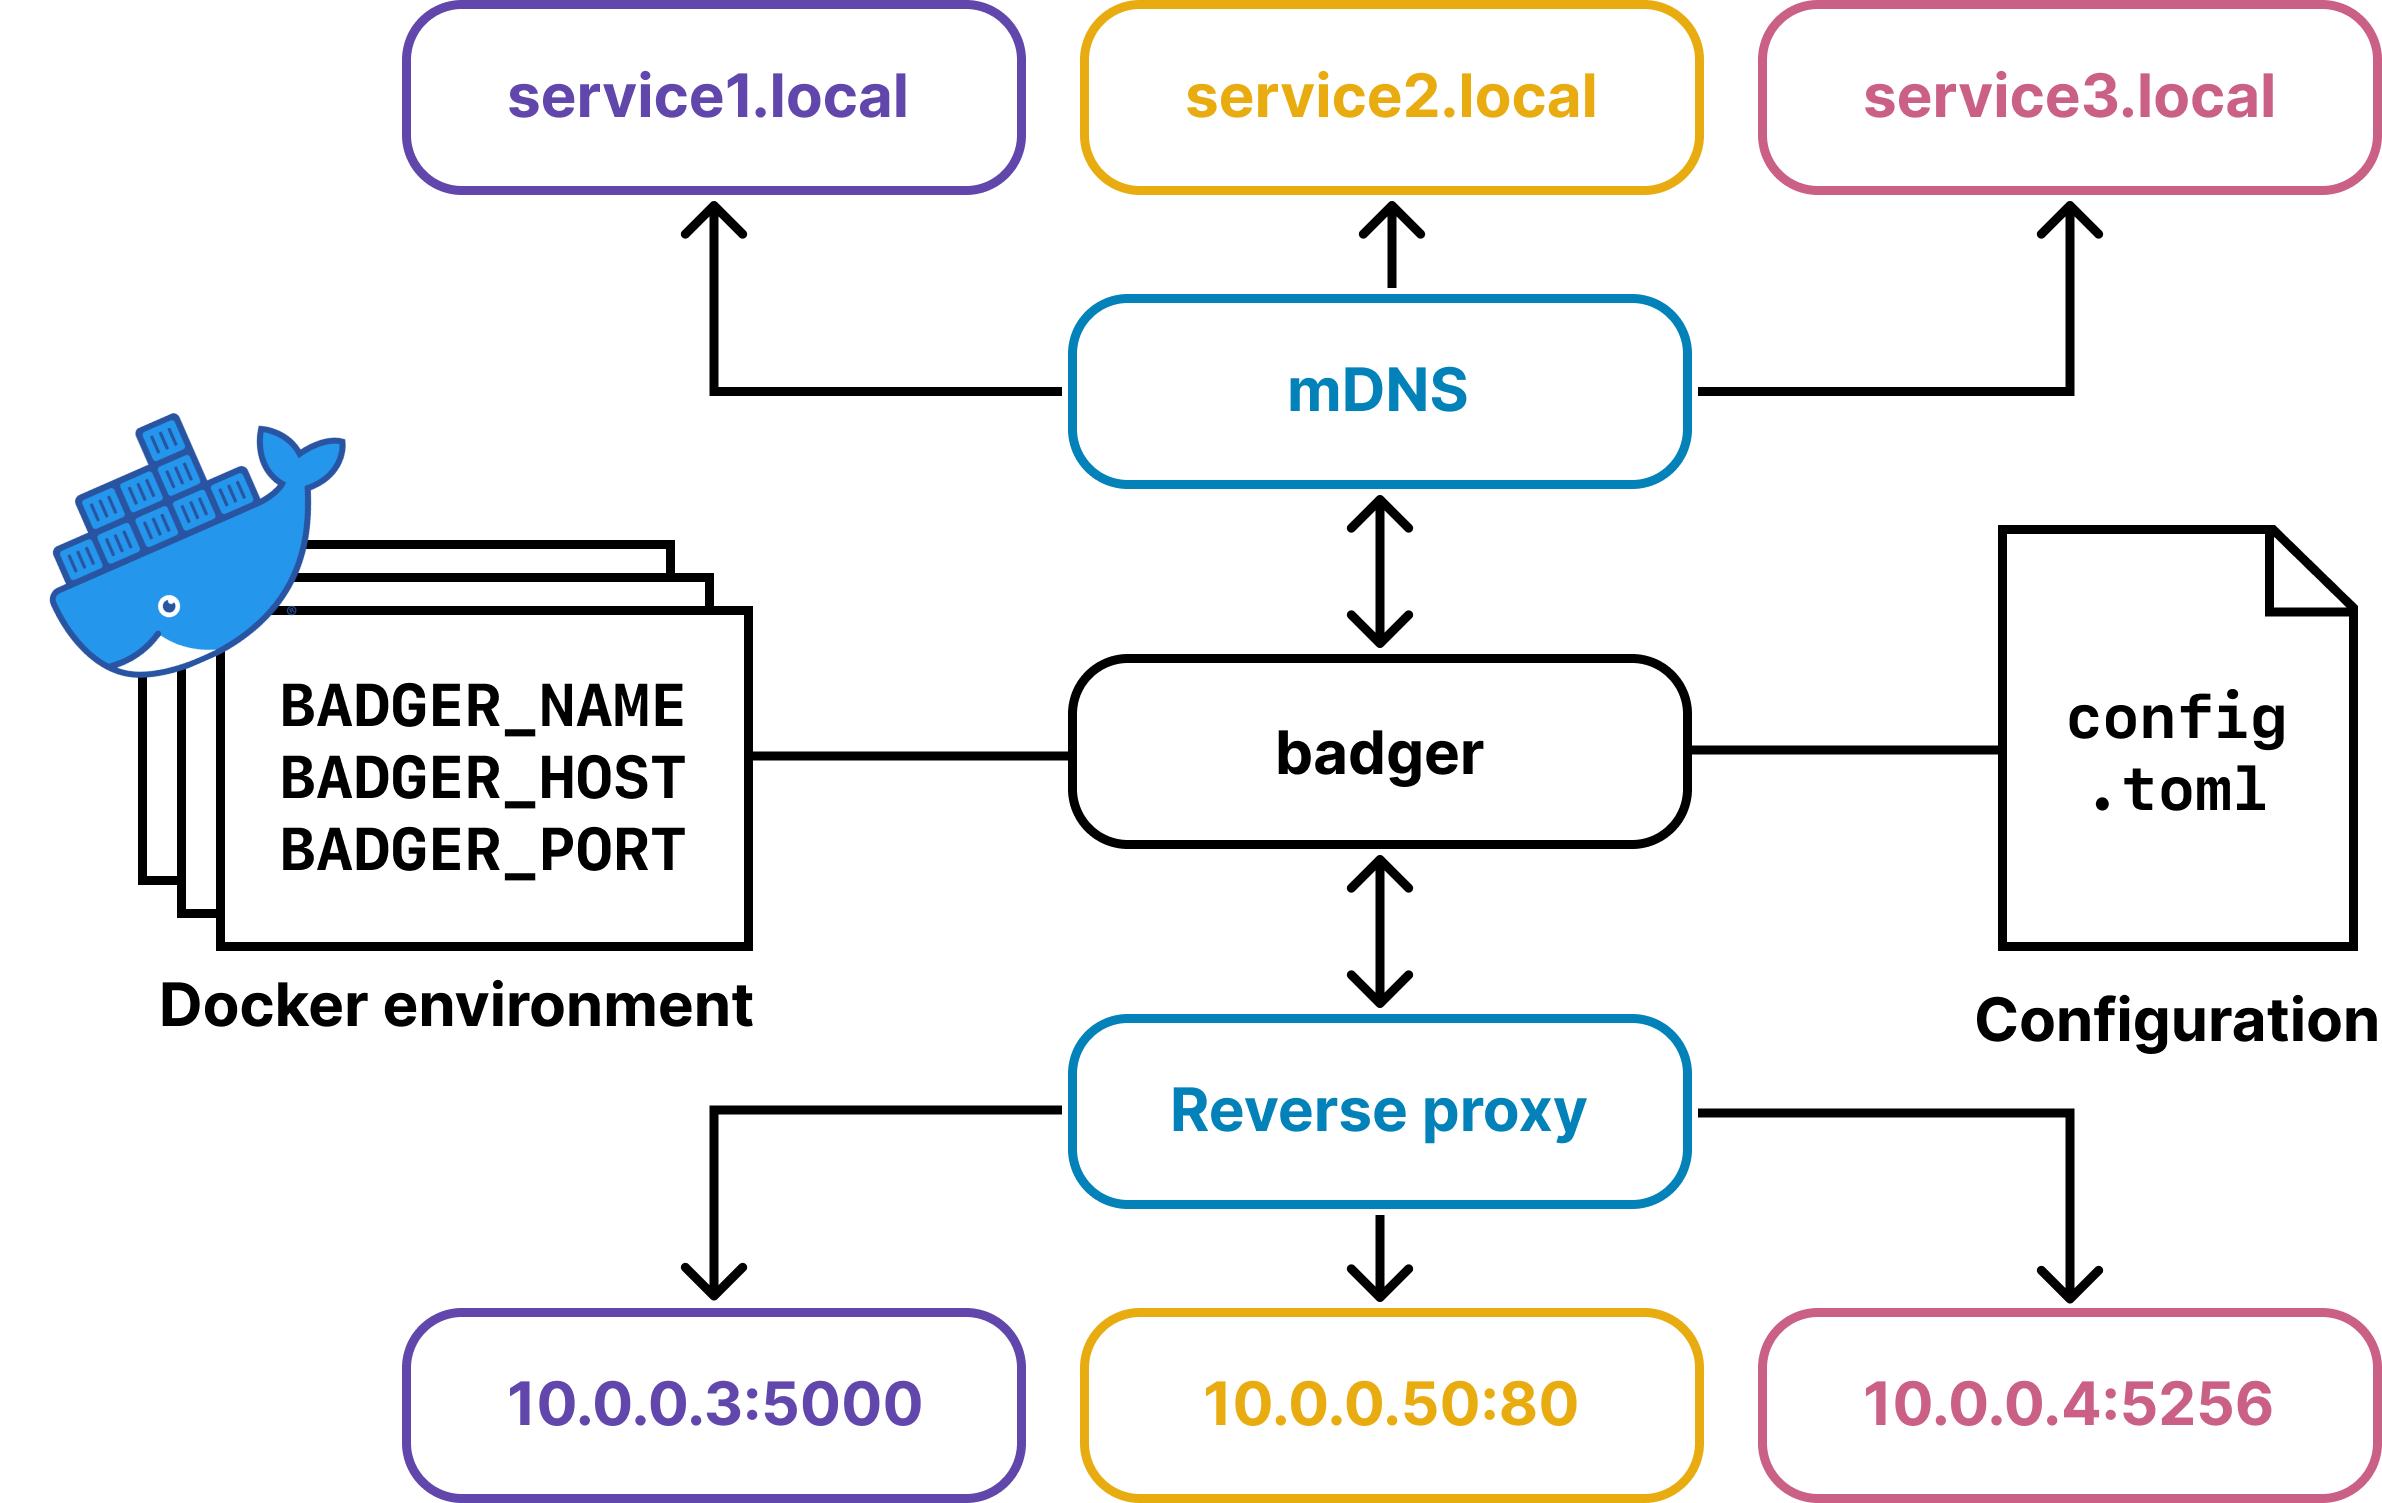 service1.local
service2.local
service3.local
mDNS
BADGER_NAME
BADGER_HOST
BADGER_PORT
Docker environment
badger
config
.toml
Configuration
Reverse proxy
10.0.0.3:5000
10.0.0.50:80
10.0.0.4:5256